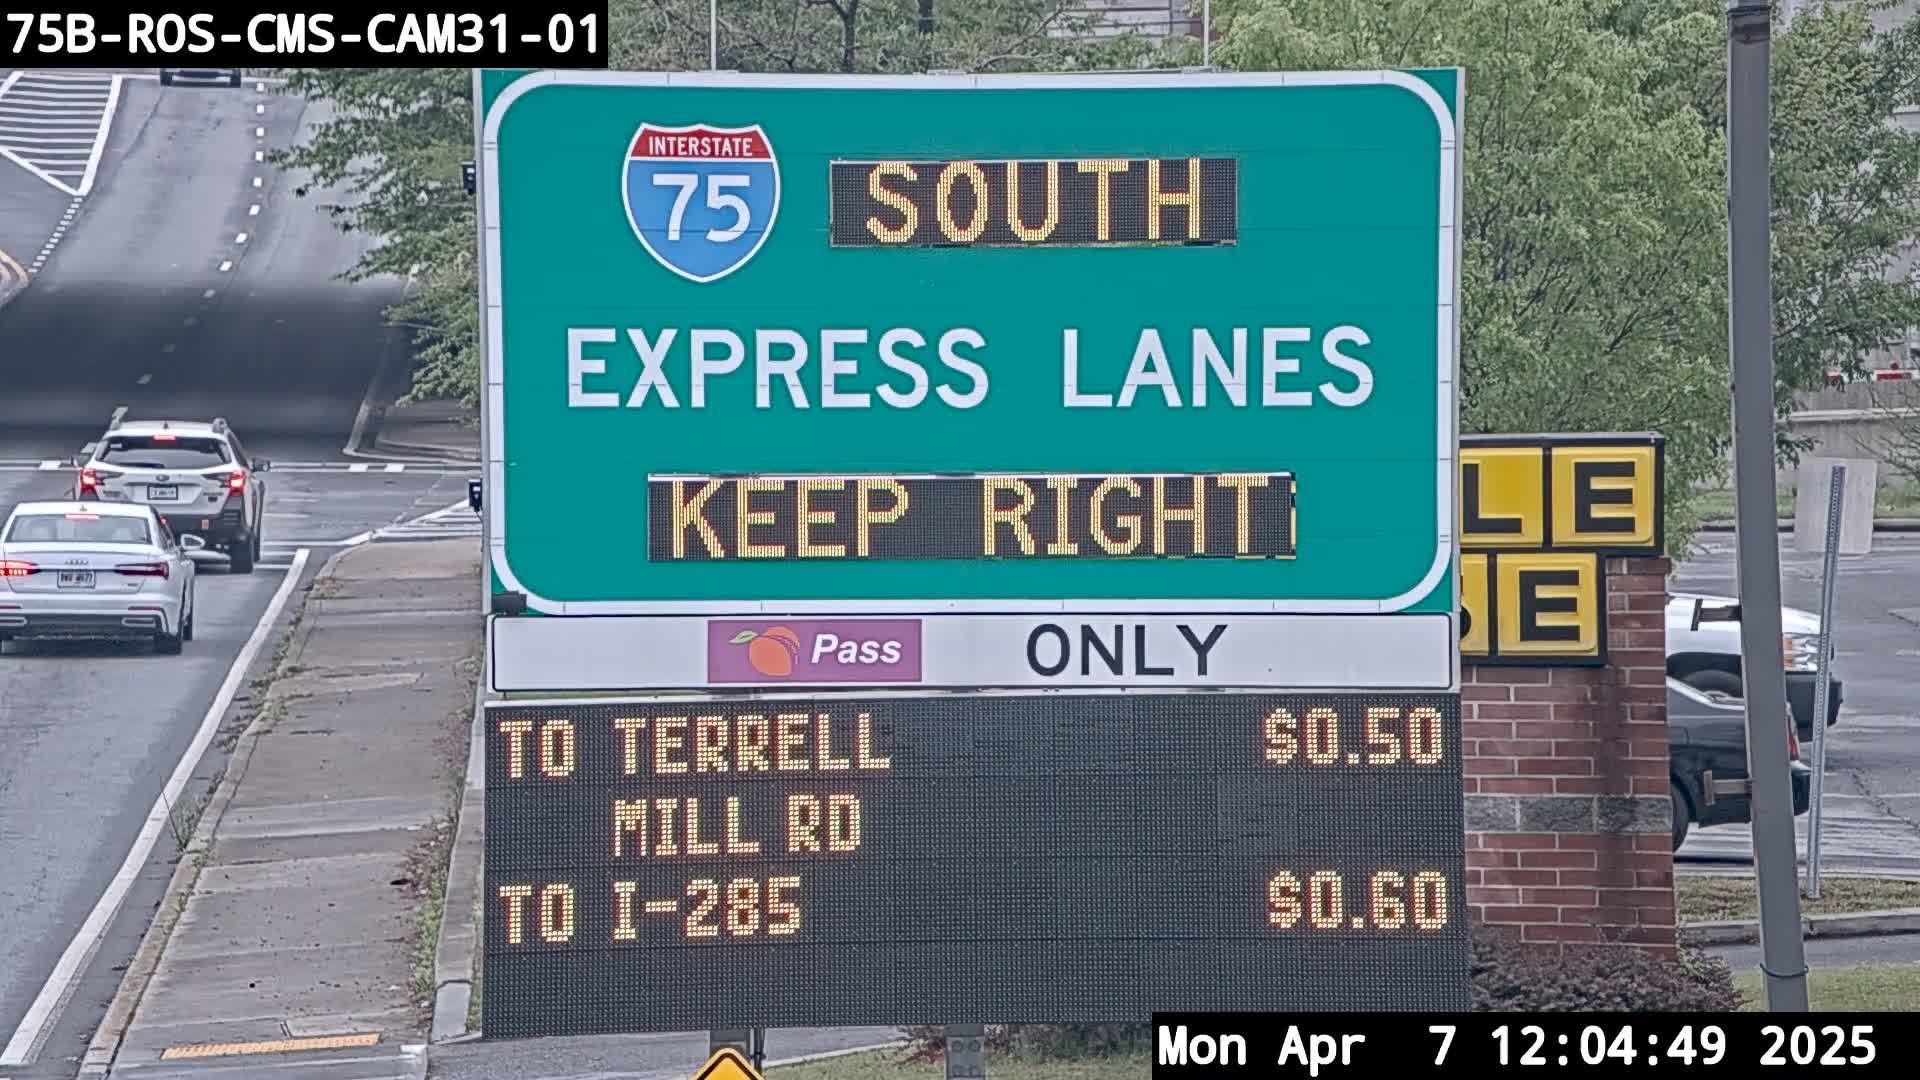 75B-ROS-CMS-CAM31-01
INTERSTATE
75
SOUTH
EXPRESS LANES
KEEP RIGHT
Pass ONLY
TO TERRELL $0.50
MILL RD
TO I-285 $0.60
LE
E
Mon Apr 7 12:04:49 2025